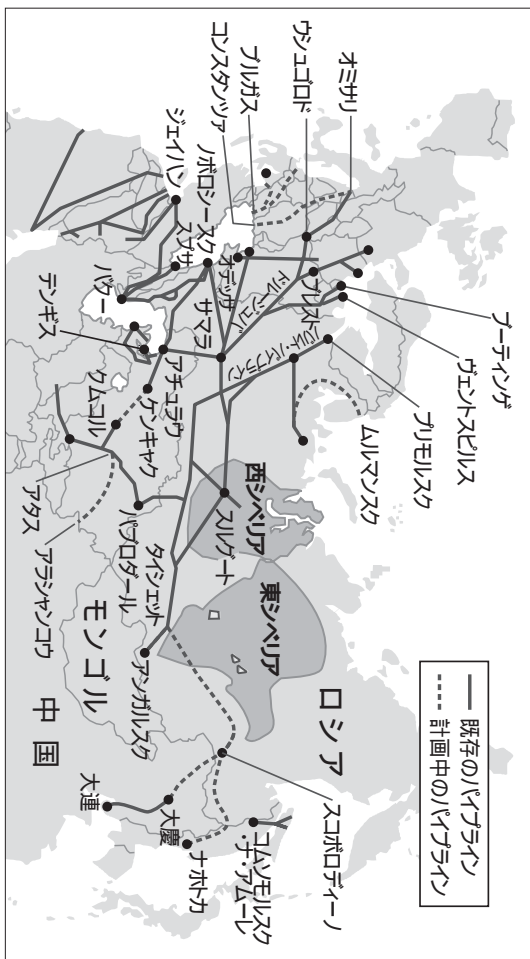 既存のパイプライン
計画中のパイプライン
オミサリ
ウシュゴロド
ブルガス
コンスタンツァ
ジェイハン
ノボロシースク
スプサ
オデッサ
ドルージュバ
ブレスト
ブーティンゲ
ヴェントスピルス
プリモルスク
ムルマンスク
バルト・パイプライン
サマラ
バクー
テンギス
アチュラウ
ケンキャク
クムコル
アタス
アラシャンコウ
パブロダール
西シベリア
スルグート
東シベリア
タイシェット
アンガルスク
ロシア
モンゴル
中国
スコボロディーノ
コムソモルスク
・ナ・アムーレ
ナホトカ
大慶
大連